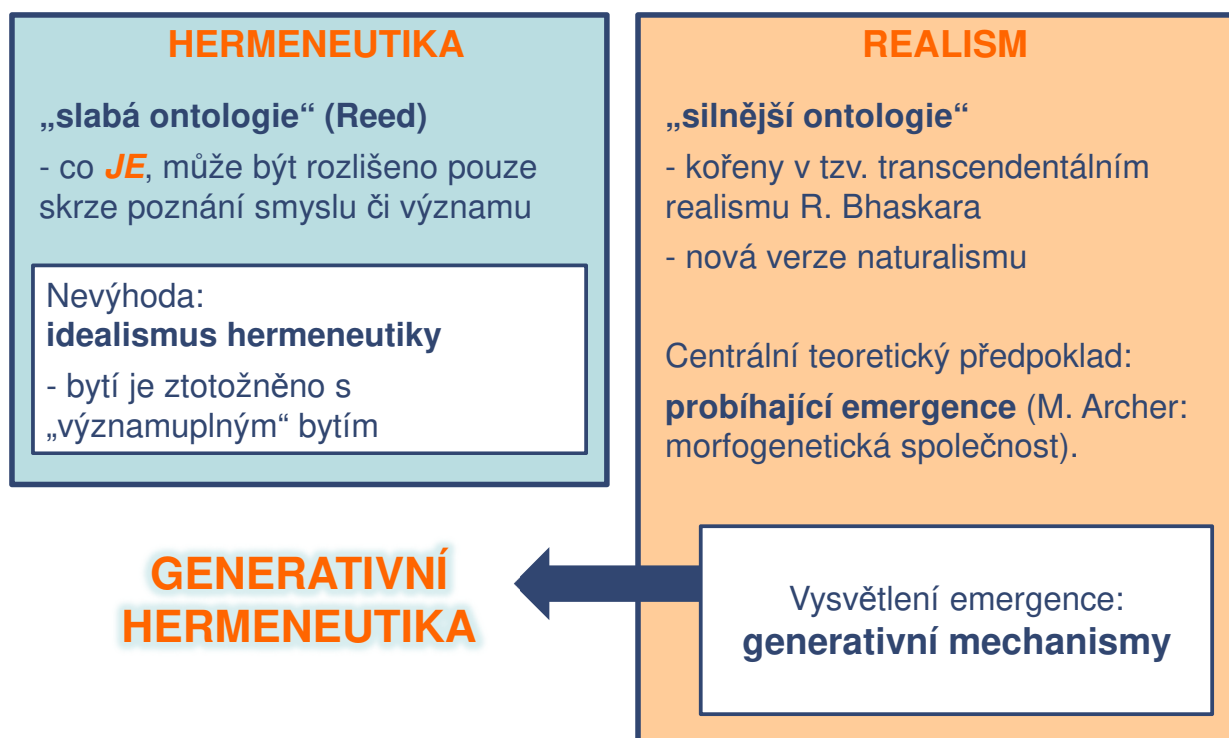 HERMENEUTIKA
„slabá ontologie“ (Reed)
- co JE, může být rozlišeno pouze
skrze poznání smyslu či významu
Nevýhoda:
idealismus hermeneutiky
- bytí je ztotožněno s
„významuplným“ bytím
REALISM
„silnější ontologie“
- kořeny v tzv. transcendentálním
realismu R. Bhaskara
- nová verze naturalismu
Centrální teoretický předpoklad:
probíhající emergence (M. Archer:
morfogenetická společnost).
GENERATIVNÍ
HERMENEUTIKA
Vysvětlení emergence:
generativní mechanismy